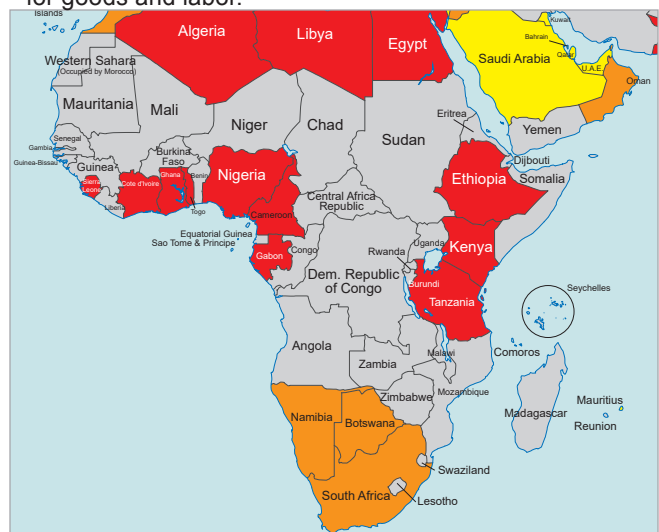 for goods and labor.
Islands
Algeria
Libya
Egypt
Kuwait
Bahrain
Qatar
Saudi Arabia
U.A.E.
Oman
Western Sahara
(Occupied by Morocco)
Mauritania
Mali
Niger
Chad
Sudan
Eritrea
Yemen
Senegal
Gambia
Guinea-Bissau
Guinea
Burkina
Faso
Benin
Nigeria
Djibouti
Somalia
Ethiopia
Sierra
Leone
Cote d'Ivoire
Ghana
Liberia
Togo
Cameroon
Central Africa
Republic
Equatorial Guinea
Sao Tome & Principe
Gabon
Congo
Uganda
Kenya
Rwanda
Dem. Republic
of Congo
Burundi
Tanzania
Seychelles
Angola
Zambia
Malawi
Comoros
Mozambique
Zimbabwe
Madagascar
Mauritius
Reunion
Namibia
Botswana
Swaziland
South Africa
Lesotho